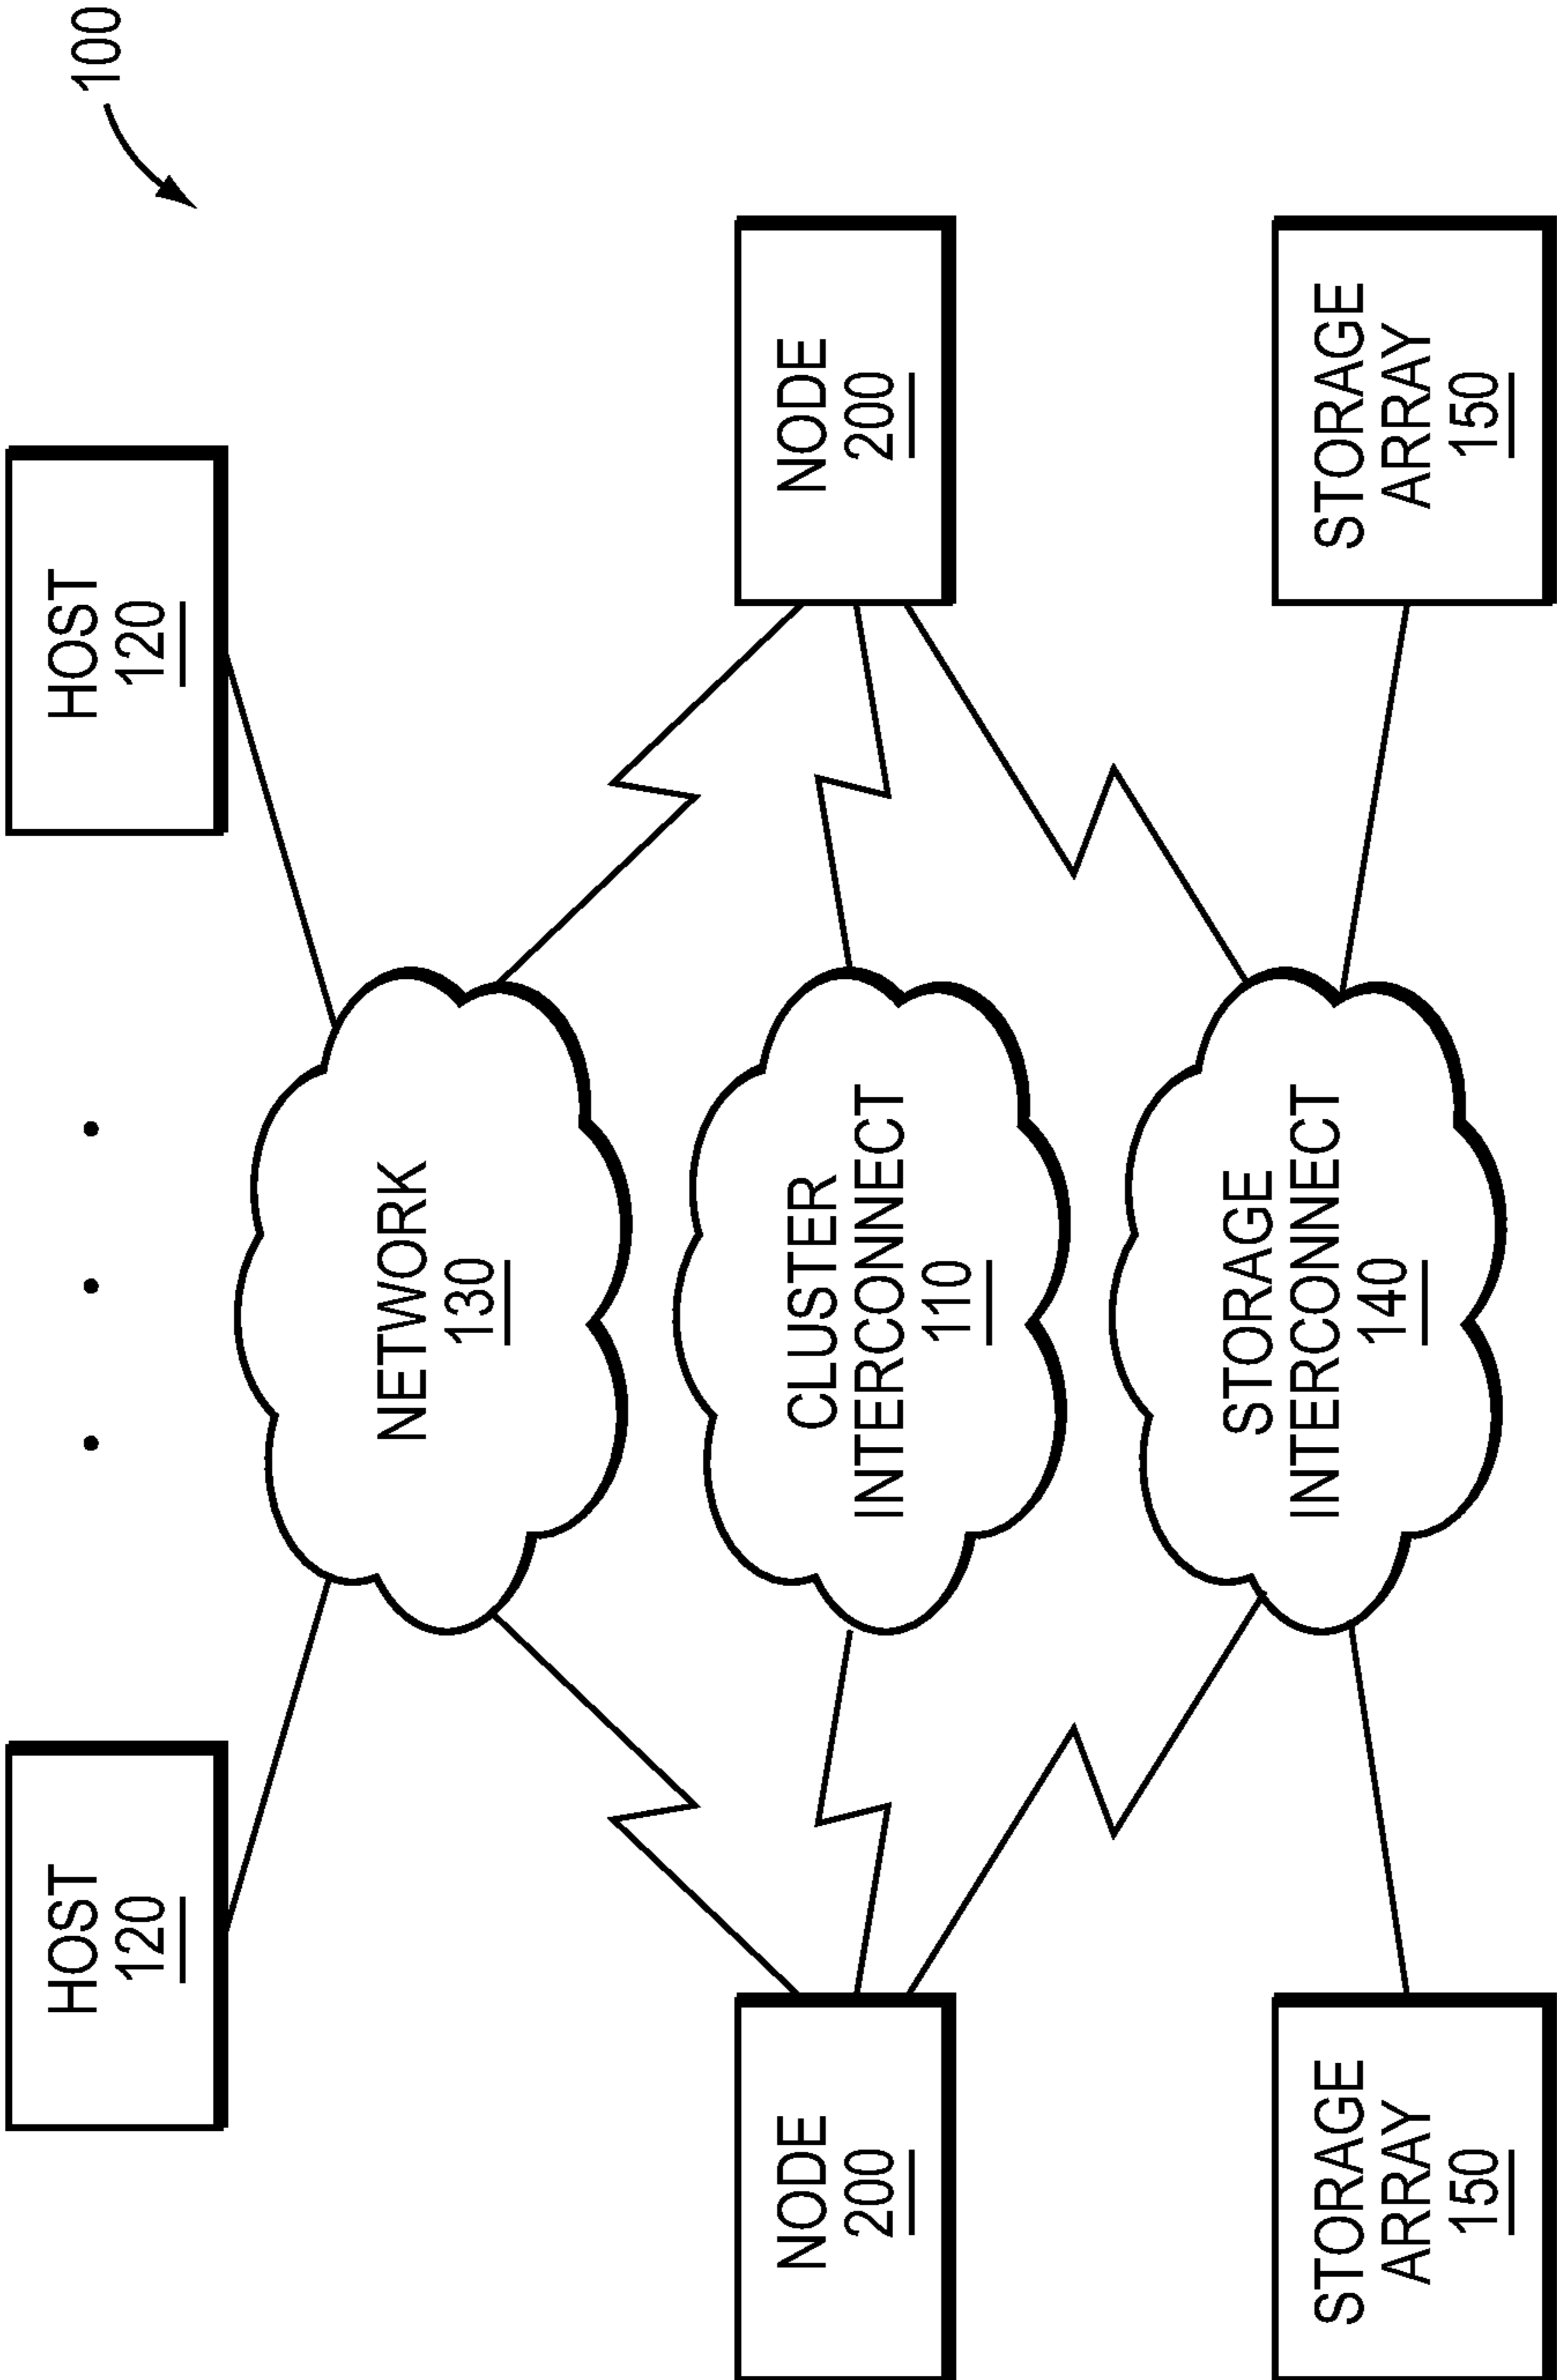 100
HOST
120
. . .
HOST
120
NETWORK
130
NODE
200
CLUSTER
INTERCONNECT
110
NODE
200
STORAGE
INTERCONNECT
140
STORAGE
ARRAY
150
STORAGE
ARRAY
150